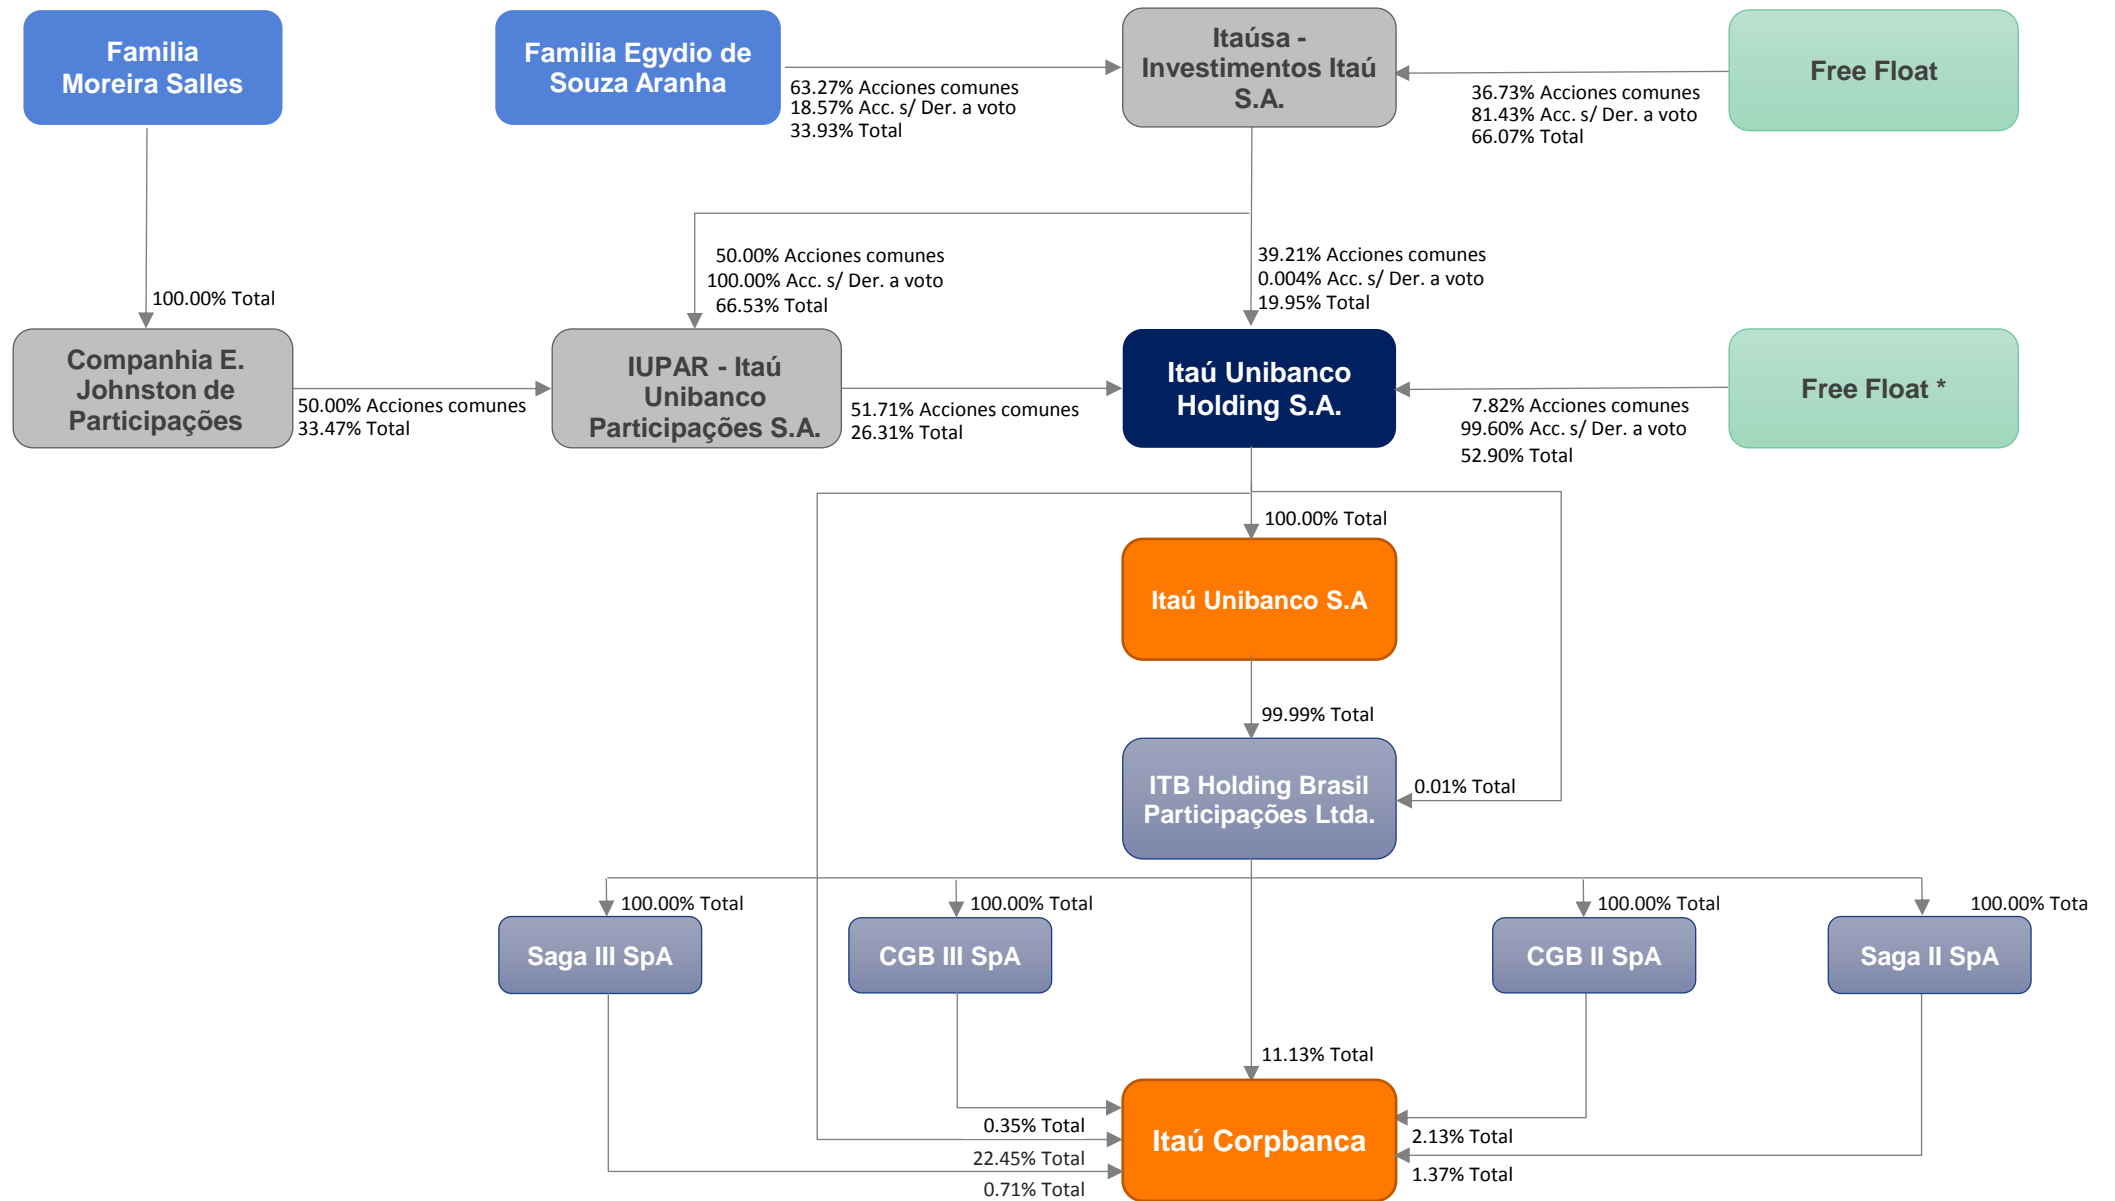 Familia
Moreira Salles
Familia Egydio de
Souza Aranha
Itaúsa -
Investimentos Itaú
S.A.
Free Float
63.27% Acciones comunes
18.57% Acc. s/ Der. a voto
33.93% Total
36.73% Acciones comunes
81.43% Acc. s/ Der. a voto
66.07% Total
100.00% Total
50.00% Acciones comunes
100.00% Acc. s/ Der. a voto
66.53% Total
39.21% Acciones comunes
0.004% Acc. s/ Der. a voto
19.95% Total
Companhia E.
Johnston de
Participações
IUPAR - Itaú
Unibanco
Participações S.A.
Itaú Unibanco
Holding S.A.
Free Float *
50.00% Acciones comunes
33.47% Total
51.71% Acciones comunes
26.31% Total
7.82% Acciones comunes
99.60% Acc. s/ Der. a voto
52.90% Total
100.00% Total
Itaú Unibanco S.A
99.99% Total
ITB Holding Brasil
Participações Ltda.
0.01% Total
100.00% Total
100.00% Total
100.00% Total
100.00% Tota
Saga III SpA
CGB III SpA
CGB II SpA
Saga II SpA
11.13% Total
Itaú Corpbanca
0.35% Total
22.45% Total
0.71% Total
2.13% Total
1.37% Total